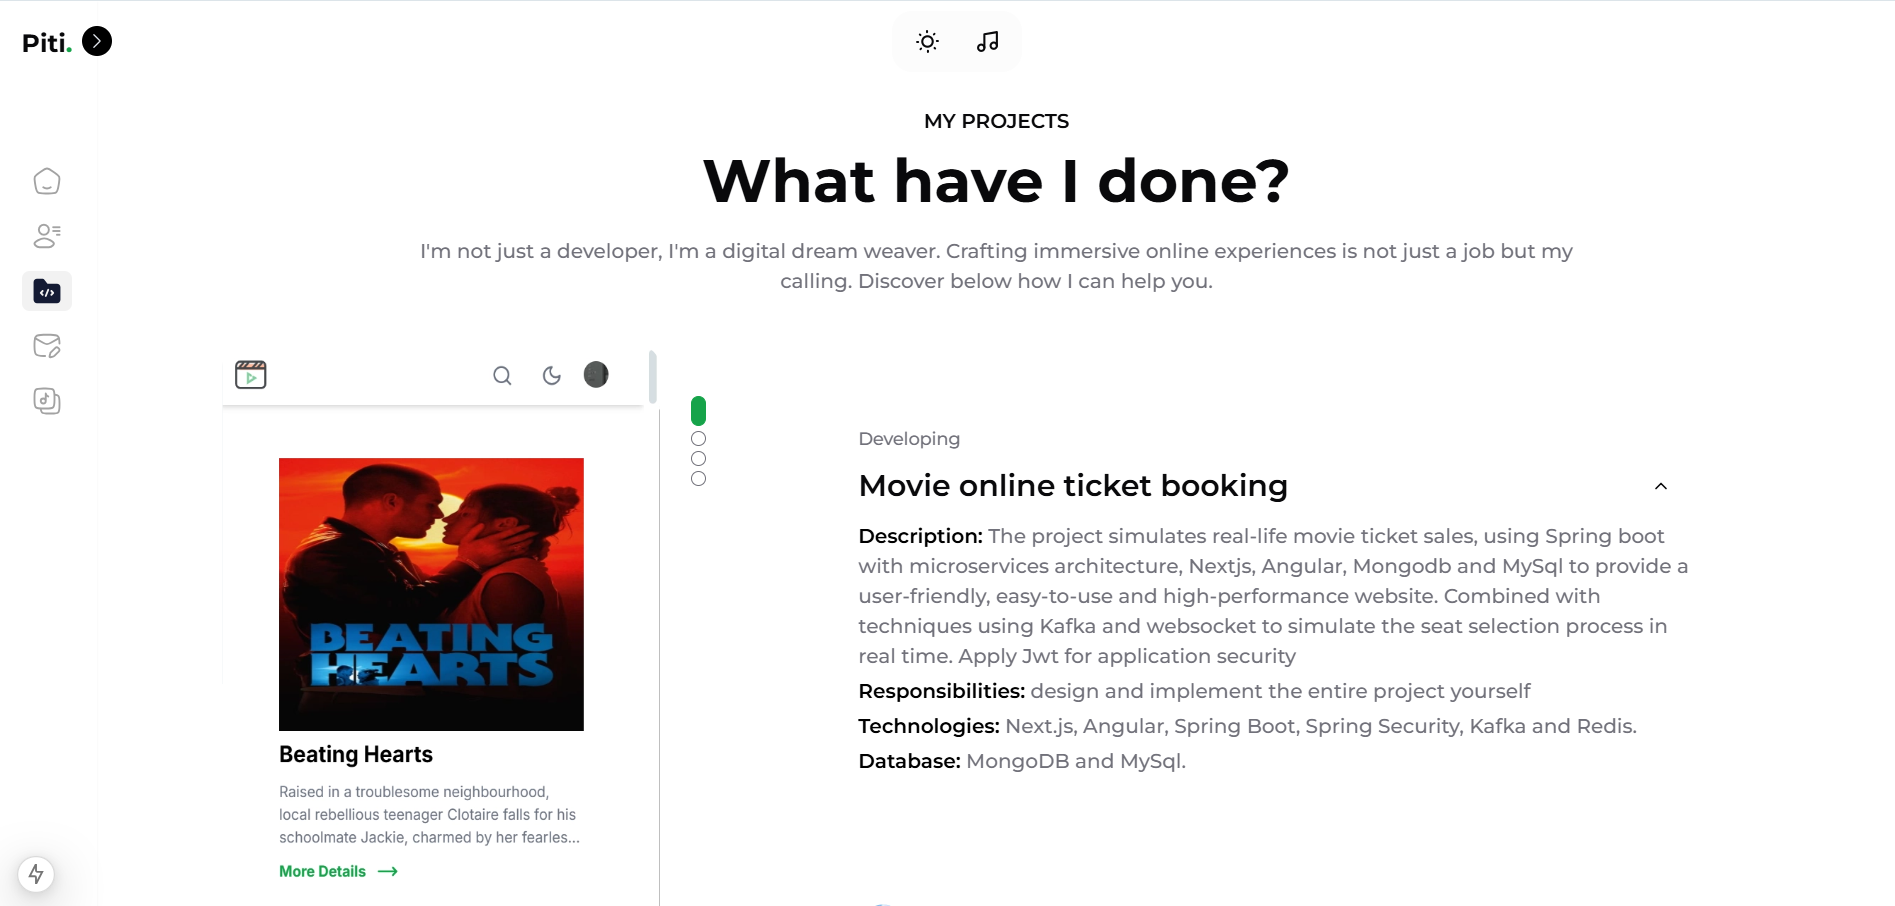 Piti.
MY PROJECTS
What have I done?
I'm not just a developer, I'm a digital dream weaver. Crafting immersive online experiences is not just a job but my
calling. Discover below how I can help you.
BEATING
HEARTS
Beating Hearts
Raised in a troublesome neighbourhood,
local rebellious teenager Clotaire falls for his
schoolmate Jackie, charmed by her fearles...
More Details
Developing
Movie online ticket booking
Description: The project simulates real-life movie ticket sales, using Spring boot
with microservices architecture, Nextjs, Angular, Mongodb and MySql to provide a
user-friendly, easy-to-use and high-performance website. Combined with
techniques using Kafka and websocket to simulate the seat selection process in
real time. Apply Jwt for application security
Responsibilities: design and implement the entire project yourself
Technologies: Next.js, Angular, Spring Boot, Spring Security, Kafka and Redis.
Database: MongoDB and MySql.